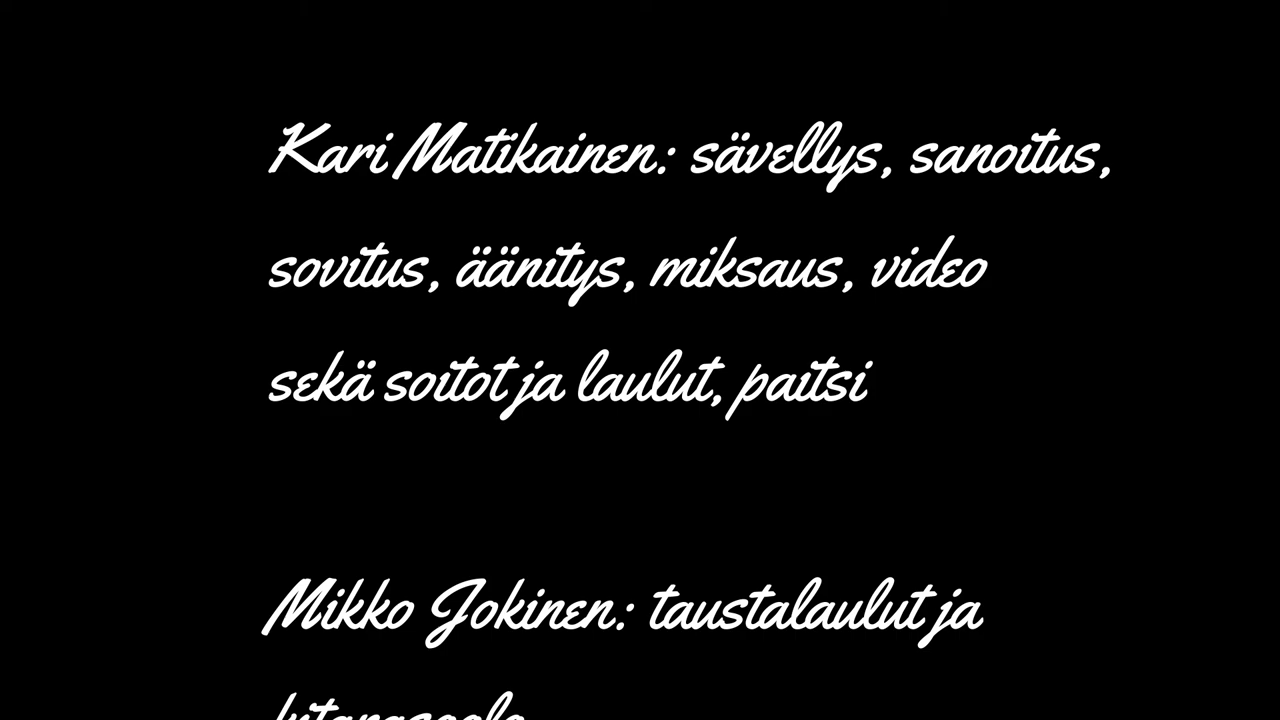 Kari Matikainen: sävellys, sanoitus,
sovitus, äänitys, miksaus, video
sekä soitot ja laulut, paitsi
Mikko Jokinen: taustalaulut ja